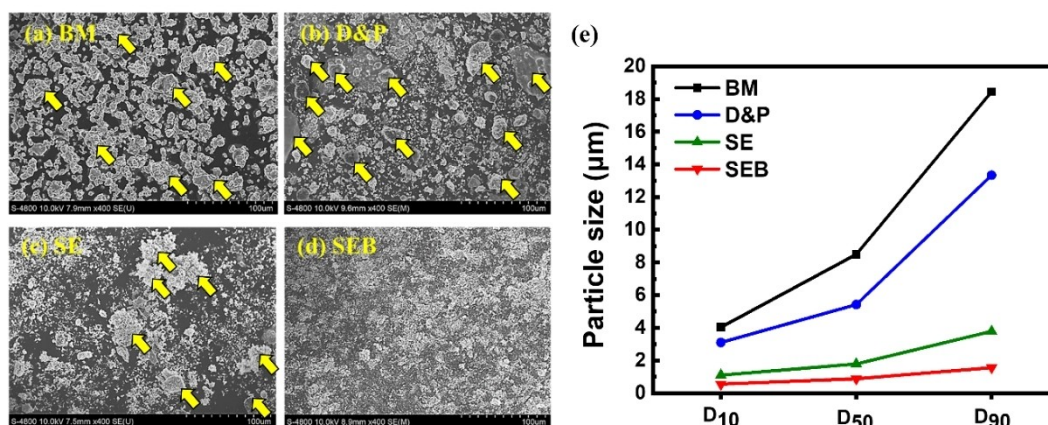 (a) BM
S-4800 10.0kV 7.9mm x400 SE(U)
100um
(b) D&P
S-4800 10.0kV 9.6mm x400 SE(M)
100um
(c) SE
S-4800 10.0kV 7.5mm x400 SE(U)
100um
(d) SEB
S-4800 10.0kV 8.9mm x400 SE(M)
100um
(e)
Particle size (μm)
20
18
16
14
12
10
8
6
4
2
0
BM
D&P
SE
SEB
D10
D50
D90